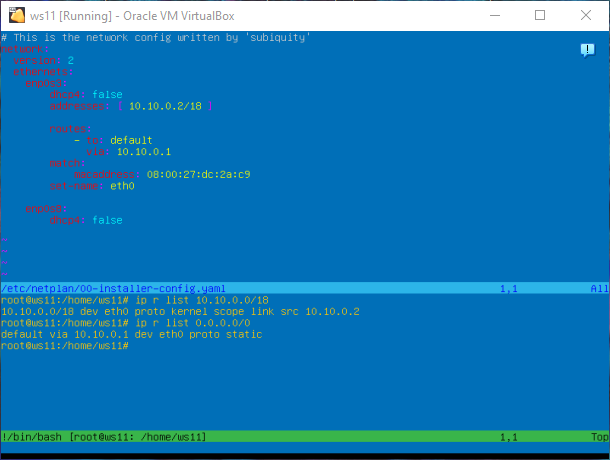 ws11 [Running] - Oracle VM VirtualBox
# This is the network config written by 'subiquity'
network:
version: 2
ethernets:
dhcp4: false
addresses: [ 10.10.0.2/18 ]
routes:
- to: default
via: 10.10.0.1
match:
macaddress: 08:00:27:dc:2a:c9
set-name: eth0
dhcp4: false
~
~
~
~
/etc/netplan/00-installer-config.yaml 1,1 All
root@ws11:/home/ws11# ip r list 10.10.0.0/18
10.10.0.0/18 dev eth0 proto kernel scope link src 10.10.0.2
root@ws11:/home/ws11# ip r list 0.0.0.0/0
default via 10.10.0.1 dev eth0 proto static
root@ws11:/home/ws11#
!/bin/bash [root@ws11: /home/ws11] 1,1 Top